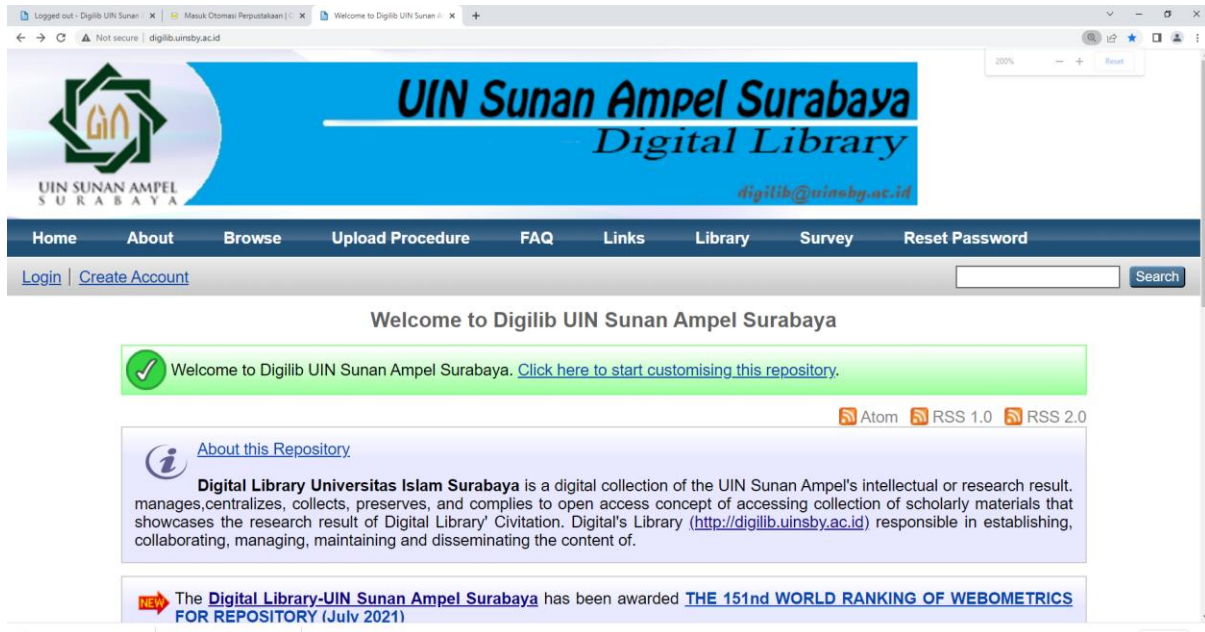 Logged out - Digilib UIN Sunan
Masuk Otomasi Perpustakaan | C
Welcome to Digilib UIN Sunan A
Not secure | digilib.uinsby.ac.id
200% — + Reset
UIN Sunan Ampel Surabaya
Digital Library
digilib@uinsby.ac.id
UIN SUNAN AMPEL
SURABAYA
Home About Browse Upload Procedure FAQ Links Library Survey Reset Password
Login | Create Account Search
Welcome to Digilib UIN Sunan Ampel Surabaya
Welcome to Digilib UIN Sunan Ampel Surabaya. Click here to start customising this repository.
Atom RSS 1.0 RSS 2.0
About this Repository
Digital Library Universitas Islam Surabaya is a digital collection of the UIN Sunan Ampel's intellectual or research result.
manages,centralizes, collects, preserves, and complies to open access concept of accessing collection of scholarly materials that
showcases the research result of Digital Library' Civitation. Digital's Library (http://digilib.uinsby.ac.id) responsible in establishing,
collaborating, managing, maintaining and disseminating the content of.
NEW The Digital Library-UIN Sunan Ampel Surabaya has been awarded THE 151nd WORLD RANKING OF WEBOMETRICS
FOR REPOSITORY (July 2021)